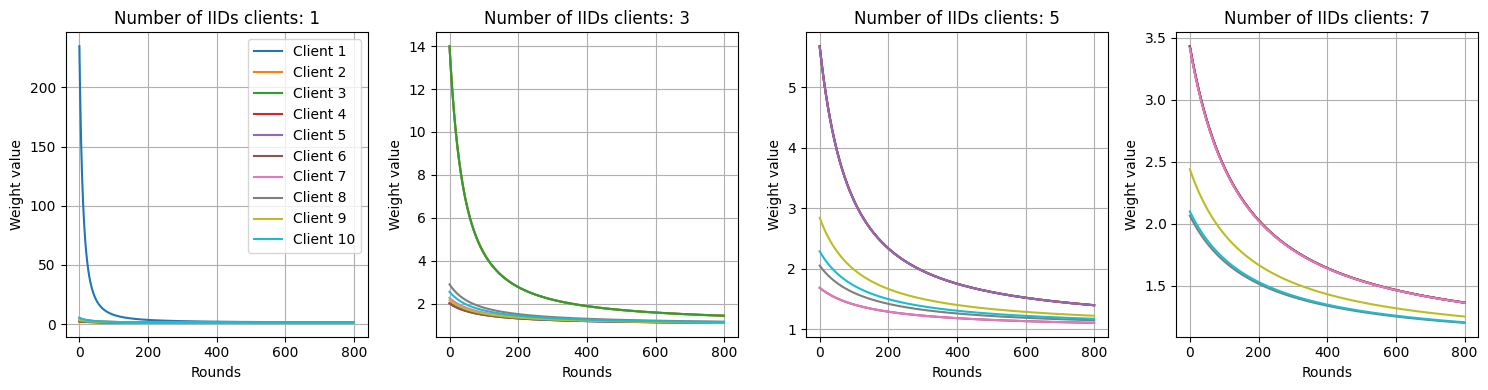 Number of IIDs clients: 1
Weight value
200
150
100
50
0
Client 1
Client 2
Client 3
Client 4
Client 5
Client 6
Client 7
Client 8
Client 9
Client 10
0 200 400 600 800
Rounds
Number of IIDs clients: 3
Weight value
14
12
10
8
6
4
2
0 200 400 600 800
Rounds
Number of IIDs clients: 5
Weight value
5
4
3
2
1
0 200 400 600 800
Rounds
Number of IIDs clients: 7
Weight value
3.5
3.0
2.5
2.0
1.5
0 200 400 600 800
Rounds